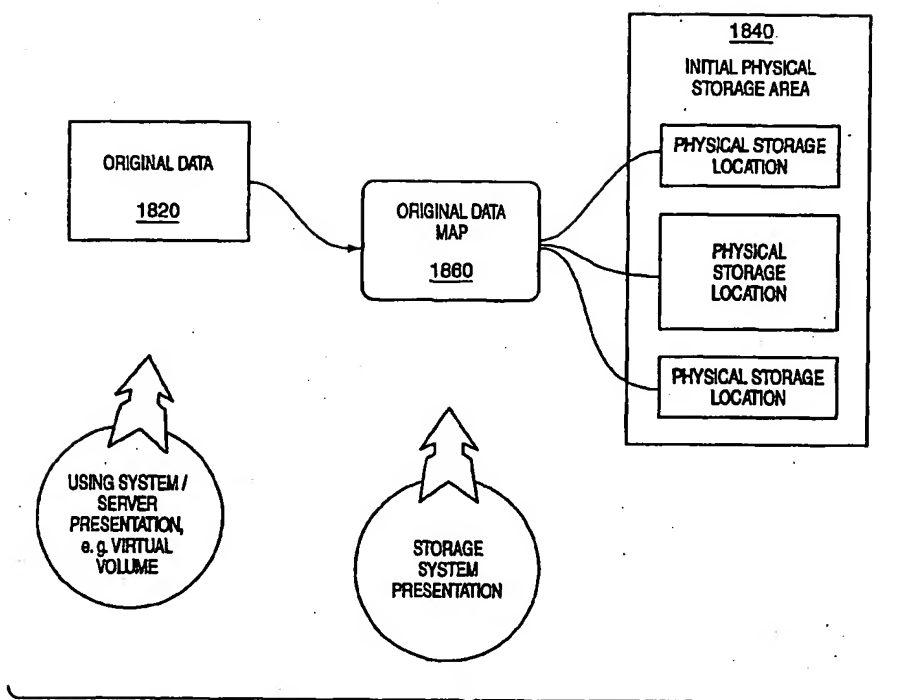 ORIGINAL DATA
1820
ORIGINAL DATA
MAP
1860
1840
INITIAL PHYSICAL
STORAGE AREA
PHYSICAL STORAGE
LOCATION
PHYSICAL
STORAGE
LOCATION
PHYSICAL STORAGE
LOCATION
USING SYSTEM /
SERVER
PRESENTATION,
e. g. VIRTUAL
VOLUME
STORAGE
SYSTEM
PRESENTATION